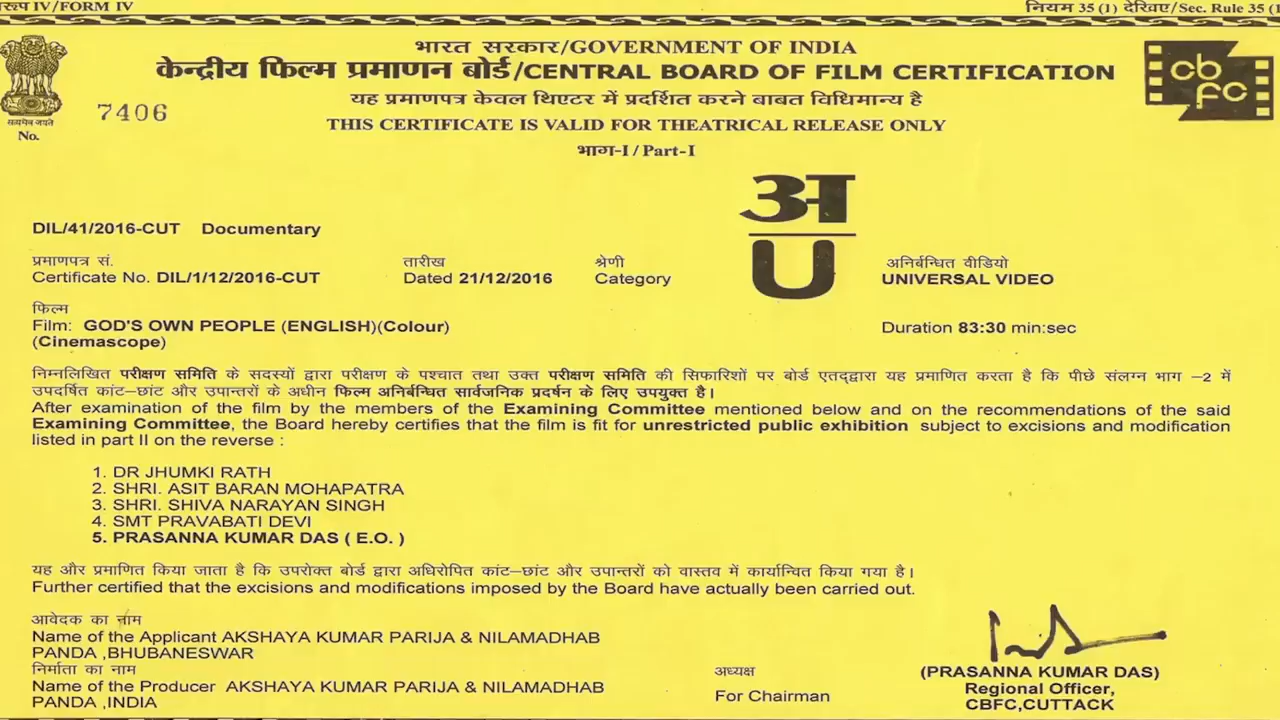 रूप IV/FORM IV
नियम 35 (1) देखिए/Sec. Rule 35 (1
भारत सरकार/GOVERNMENT OF INDIA
केन्द्रीय फिल्म प्रमाणन बोर्ड/CENTRAL BOARD OF FILM CERTIFICATION
cb
fc
यह प्रमाणपत्र केवल थिएटर में प्रदर्शित करने बाबत विधिमान्य है
7406
सत्यमेव जयते
THIS CERTIFICATE IS VALID FOR THEATRICAL RELEASE ONLY
No.
भाग-I / Part-I
अ
U
DIL/41/2016-CUT Documentary
प्रमाणपत्र सं. तारीख श्रेणी अनिर्बन्धित वीडियो
Certificate No. DIL/1/12/2016-CUT Dated 21/12/2016 Category UNIVERSAL VIDEO
फिल्म
Film: GOD'S OWN PEOPLE (ENGLISH)(Colour) Duration 83:30 min:sec
(Cinemascope)
निम्नलिखित परीक्षण समिति के सदस्यों द्वारा परीक्षण के पश्चात तथा उक्त परीक्षण समिति की सिफारिशों पर बोर्ड एतद्द्वारा यह प्रमाणित करता है कि पीछे संलग्न भाग –2 में
उपदर्षित कांट–छांट और उपान्तरों के अधीन फिल्म अनिर्बन्धित सार्वजनिक प्रदर्षन के लिए उपयुक्त है।
After examination of the film by the members of the Examining Committee mentioned below and on the recommendations of the said
Examining Committee, the Board hereby certifies that the film is fit for unrestricted public exhibition subject to excisions and modification
listed in part II on the reverse :
1. DR JHUMKI RATH
2. SHRI. ASIT BARAN MOHAPATRA
3. SHRI. SHIVA NARAYAN SINGH
4. SMT PRAVABATI DEVI
5. PRASANNA KUMAR DAS ( E.O. )
यह और प्रमाणित किया जाता है कि उपरोक्त बोर्ड द्वारा अधिरोपित कांट–छांट और उपान्तरों को वास्तव में कार्यान्वित किया गया है।
Further certified that the excisions and modifications imposed by the Board have actually been carried out.
आवेदक का नाम
Name of the Applicant AKSHAYA KUMAR PARIJA & NILAMADHAB
PANDA ,BHUBANESWAR
निर्माता का नाम
Name of the Producer AKSHAYA KUMAR PARIJA & NILAMADHAB
PANDA ,INDIA
अध्यक्ष
For Chairman
(PRASANNA KUMAR DAS)
Regional Officer,
CBFC,CUTTACK